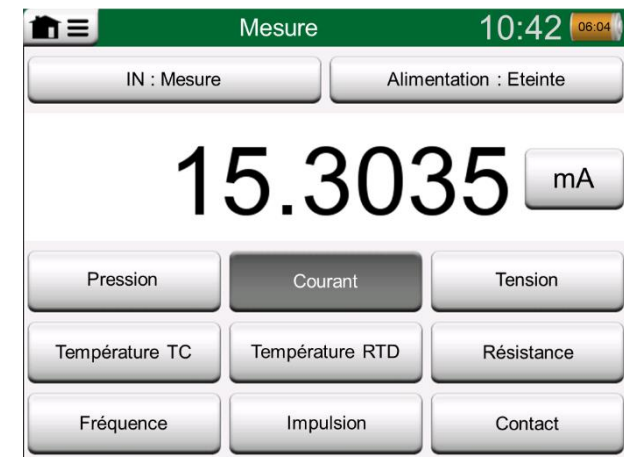 Mesure 10:42 06:04
IN : Mesure Alimentation : Eteinte
15.3035 mA
Pression Courant Tension
Température TC Température RTD Résistance
Fréquence Impulsion Contact